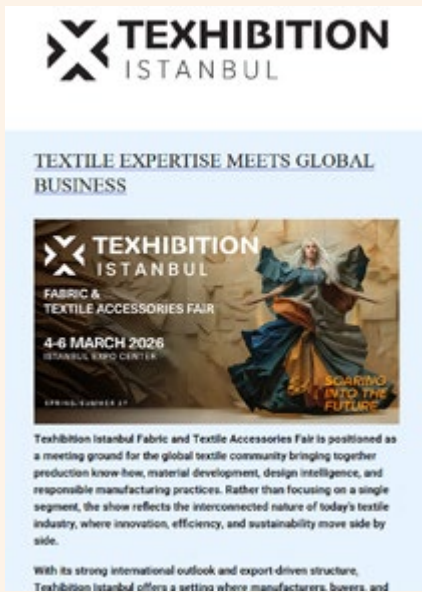 TEXHIBITION
ISTANBUL
TEXTILE EXPERTISE MEETS GLOBAL
BUSINESS
TEXHIBITION
ISTANBUL
FABRIC &
TEXTILE ACCESSORIES FAIR
4-6 MARCH 2026
ISTANBUL EXPO CENTER
SOARING
INTO THE
FUTURE
SPRING/SUMMER 27
Texhibition Istanbul Fabric and Textile Accessories Fair is positioned as
a meeting ground for the global textile community bringing together
production know-how, material development, design intelligence, and
responsible manufacturing practices. Rather than focusing on a single
segment, the show reflects the interconnected nature of today's textile
industry, where innovation, efficiency, and sustainability move side by
side.
With its strong international outlook and export-driven structure,
Texhibition Istanbul offers a setting where manufacturers, buyers, and